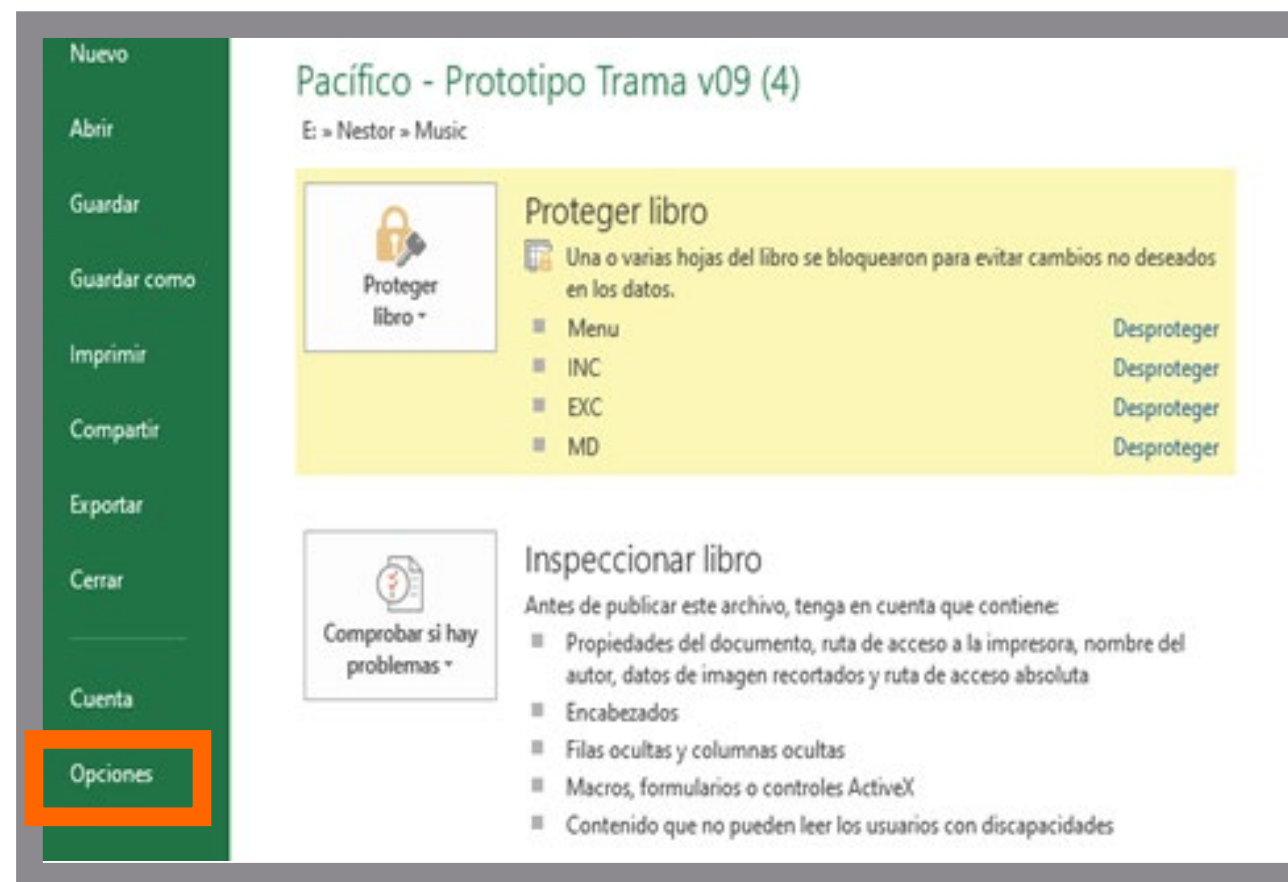 Nuevo
Abrir
Guardar
Guardar como
Imprimir
Compartir
Exportar
Cerrar
Cuenta
Opciones
Pacífico - Prototipo Trama v09 (4)
E: » Nestor » Music
Proteger
libro
Proteger libro
Una o varias hojas del libro se bloquearon para evitar cambios no deseados
en los datos.
Menu Desproteger
INC Desproteger
EXC Desproteger
MD Desproteger
Comprobar si hay
problemas
Inspeccionar libro
Antes de publicar este archivo, tenga en cuenta que contiene:
Propiedades del documento, ruta de acceso a la impresora, nombre del
autor, datos de imagen recortados y ruta de acceso absoluta
Encabezados
Filas ocultas y columnas ocultas
Macros, formularios o controles ActiveX
Contenido que no pueden leer los usuarios con discapacidades